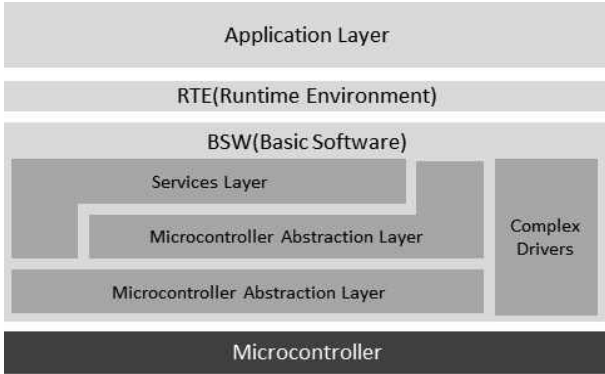 Application Layer
RTE(Runtime Environment)
BSW(Basic Software)
Services Layer
Microcontroller Abstraction Layer
Complex
Drivers
Microcontroller Abstraction Layer
Microcontroller